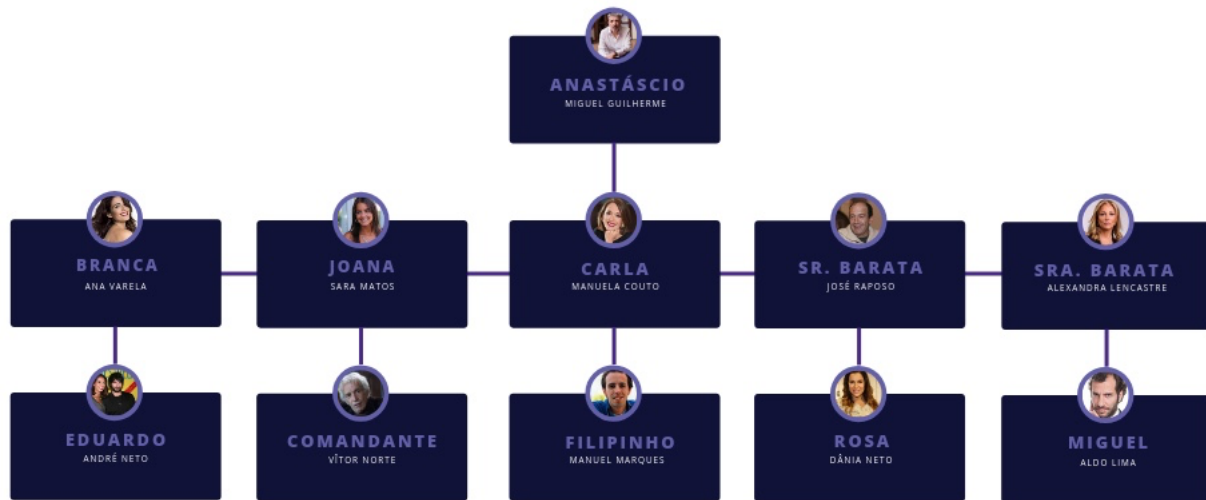 ANASTÁSCIO
MIGUEL GUILHERME
BRANCA
ANA VARELA
JOANA
SARA MATOS
CARLA
MANUELA COUTO
SR. BARATA
JOSÉ RAPOSO
SRA. BARATA
ALEXANDRA LENCASTRE
EDUARDO
ANDRÉ NETO
COMANDANTE
VÍTOR NORTE
FILIPINHO
MANUEL MARQUES
ROSA
DÂNIA NETO
MIGUEL
ALDO LIMA